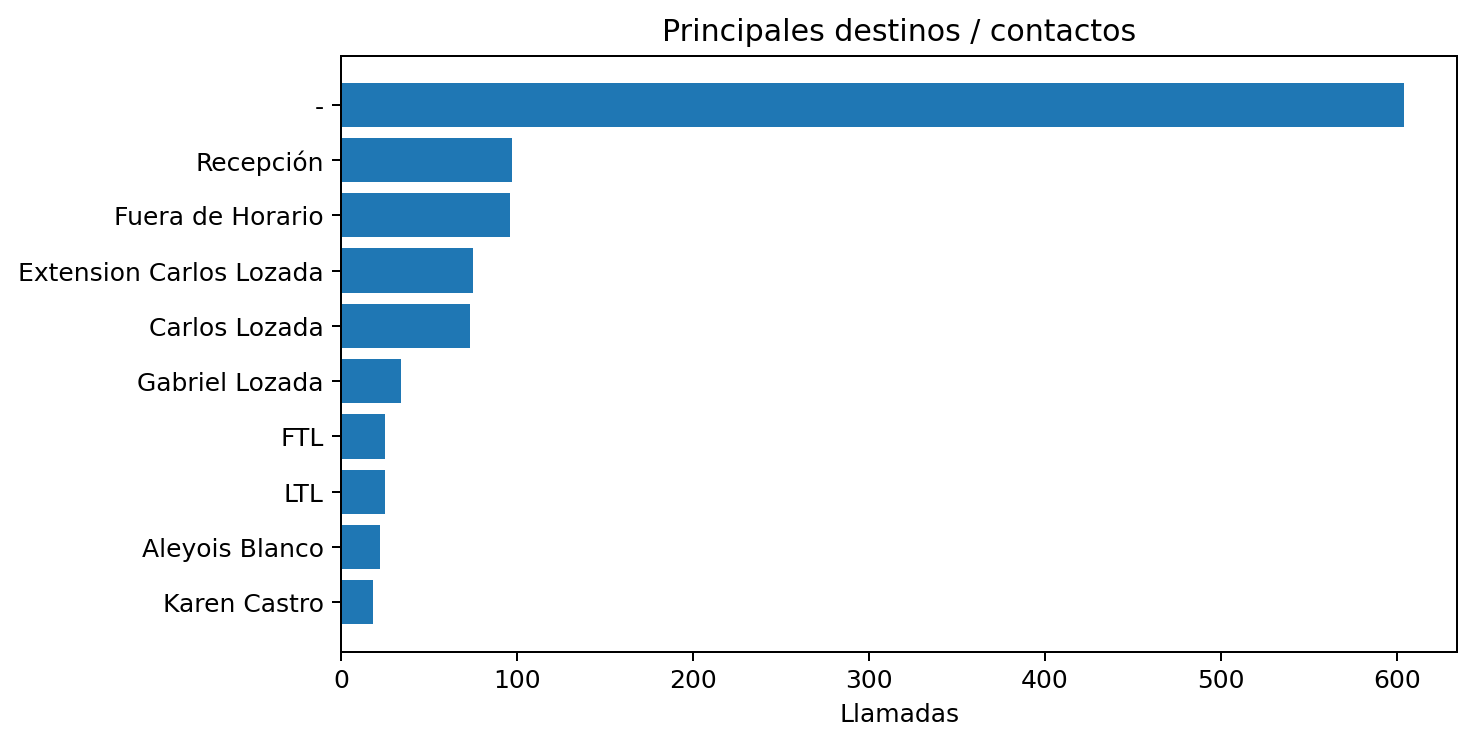 Principales destinos / contactos
-
Recepción
Fuera de Horario
Extension Carlos Lozada
Carlos Lozada
Gabriel Lozada
FTL
LTL
Aleyois Blanco
Karen Castro
0 100 200 300 400 500 600
Llamadas